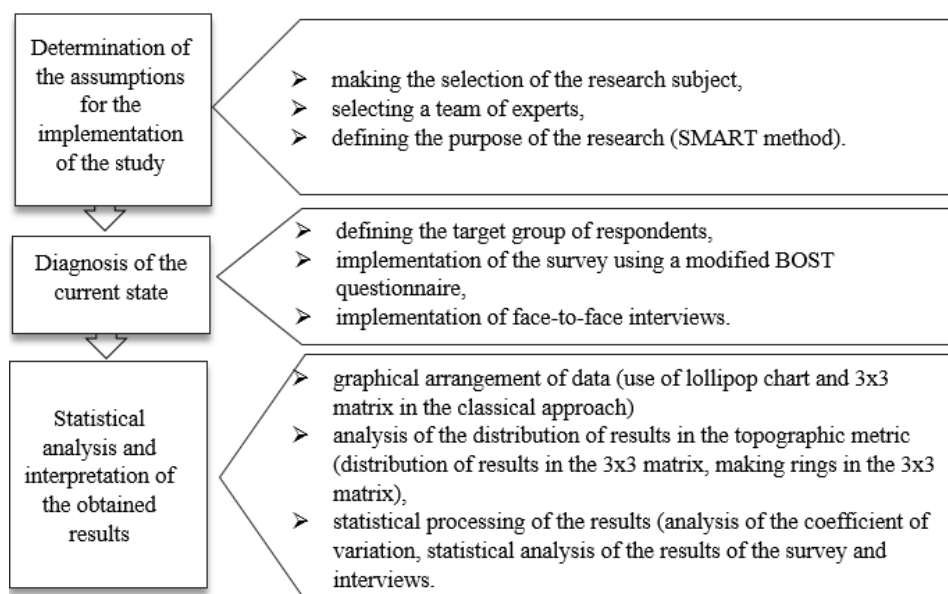 Determination of
the assumptions
for the
implementation
of the study
➢ making the selection of the research subject,
➢ selecting a team of experts,
➢ defining the purpose of the research (SMART method).
Diagnosis of the
current state
➢ defining the target group of respondents,
➢ implementation of the survey using a modified BOST
questionnaire,
➢ implementation of face-to-face interviews.
Statistical
analysis and
interpretation of
the obtained
results
➢ graphical arrangement of data (use of lollipop chart and 3x3
matrix in the classical approach)
➢ analysis of the distribution of results in the topographic metric
(distribution of results in the 3x3 matrix, making rings in the 3x3
matrix),
➢ statistical processing of the results (analysis of the coefficient of
variation, statistical analysis of the results of the survey and
interviews.